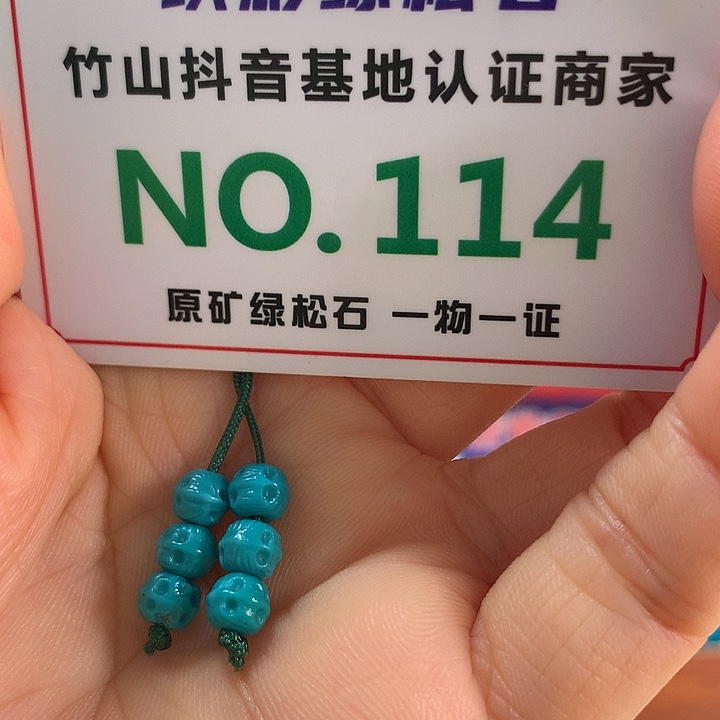 竹山抖音基地认证商家
NO.114
原矿绿松石 一物一证